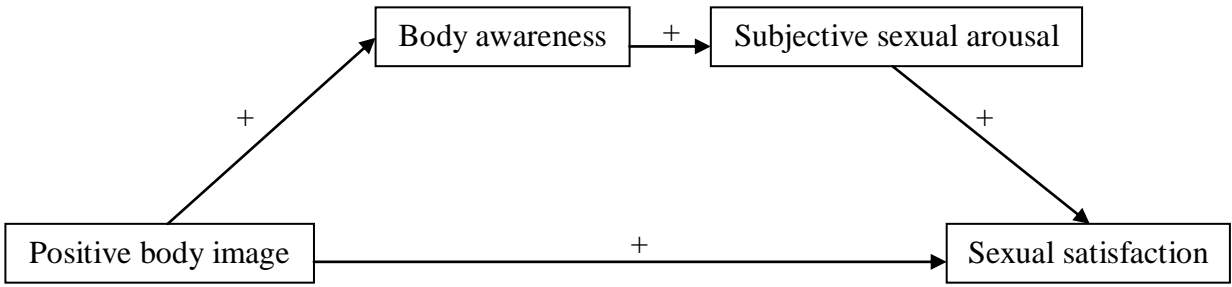 Body awareness
+
Subjective sexual arousal
+
+
Positive body image
+
Sexual satisfaction